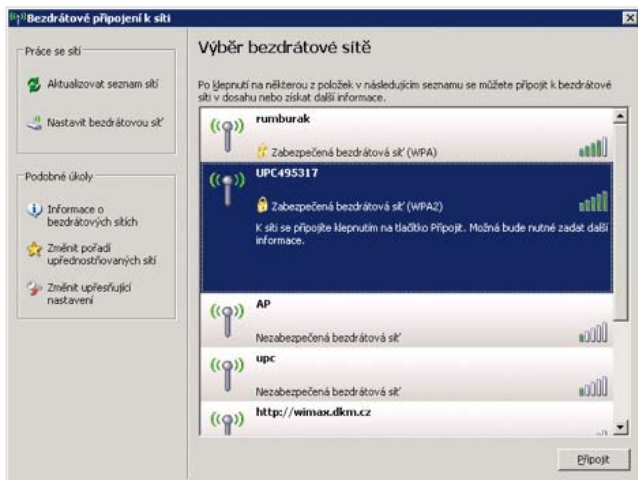 Bezdrátové připojení k síti
Práce se sítí
Aktualizovat seznam sítí
Nastavit bezdrátovou síť
Podobné úkoly
Informace o
bezdrátových sítích
Změnit pořadí
upřednostňovaných sítí
Změnit upřesňující
nastavení
Výběr bezdrátové sítě
Po klepnutí na některou z položek v následujícím seznamu se můžete připojit k bezdrátové
síti v dosahu nebo získat další informace.
rumburak
Zabezpečená bezdrátová síť (WPA)
UPC495317
Zabezpečená bezdrátová síť (WPA2)
K síti se připojíte klepnutím na tlačítko Připojit. Možná bude nutné zadat další
informace.
AP
Nezabezpečená bezdrátová síť
upc
Nezabezpečená bezdrátová síť
http://wimax.dkm.cz
Připojit